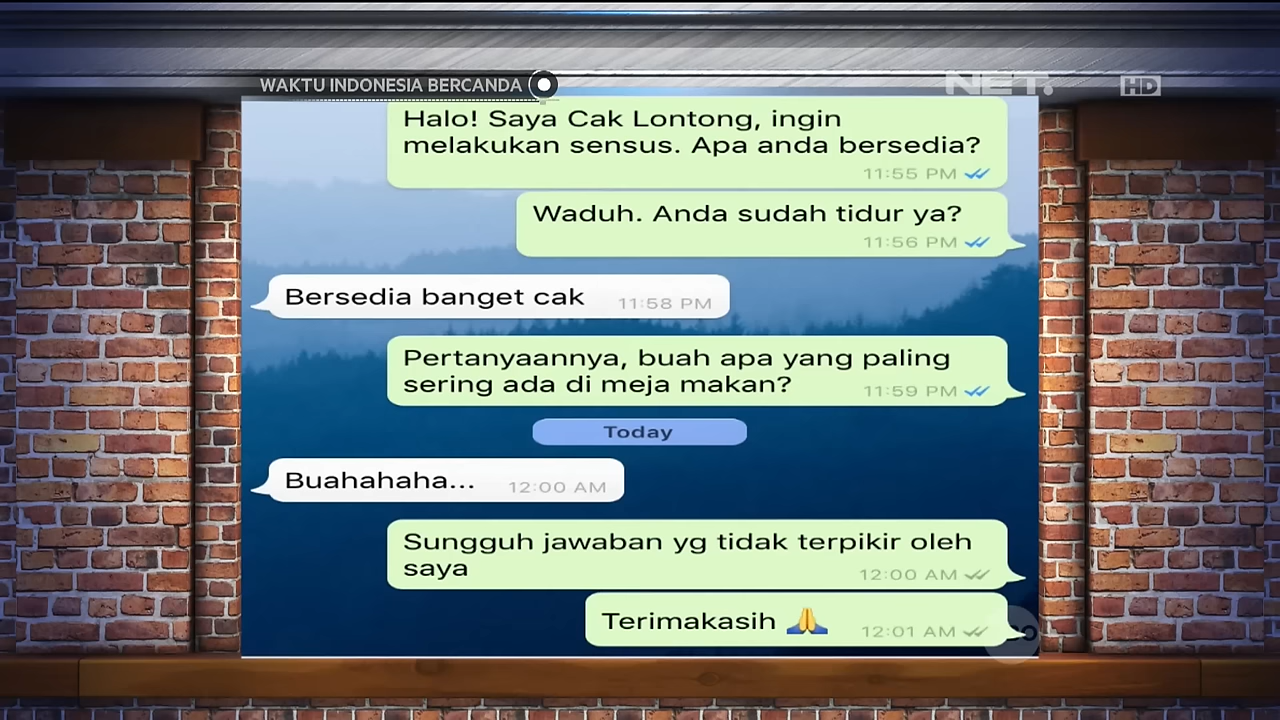 WAKTU INDONESIA BERCANDA
NET.
HD
Halo! Saya Cak Lontong, ingin
melakukan sensus. Apa anda bersedia?
11:55 PM
Waduh. Anda sudah tidur ya?
11:56 PM
Bersedia banget cak 11:58 PM
Pertanyaannya, buah apa yang paling
sering ada di meja makan? 11:59 PM
Today
Buahahaha... 12:00 AM
Sungguh jawaban yg tidak terpikir oleh
saya 12:00 AM
Terimakasih 🙏 12:01 AM